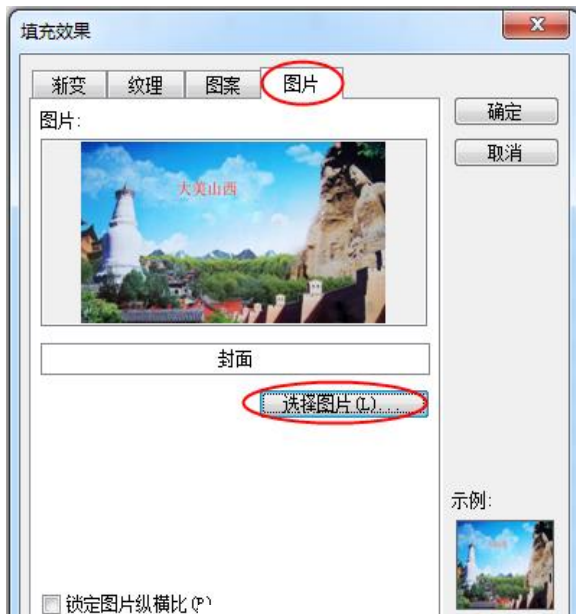 填充效果
渐变 纹理 图案 图片
确定
图片:
取消
大美山西
封面
选择图片(L)...
示例:
锁定图片纵横比(P)